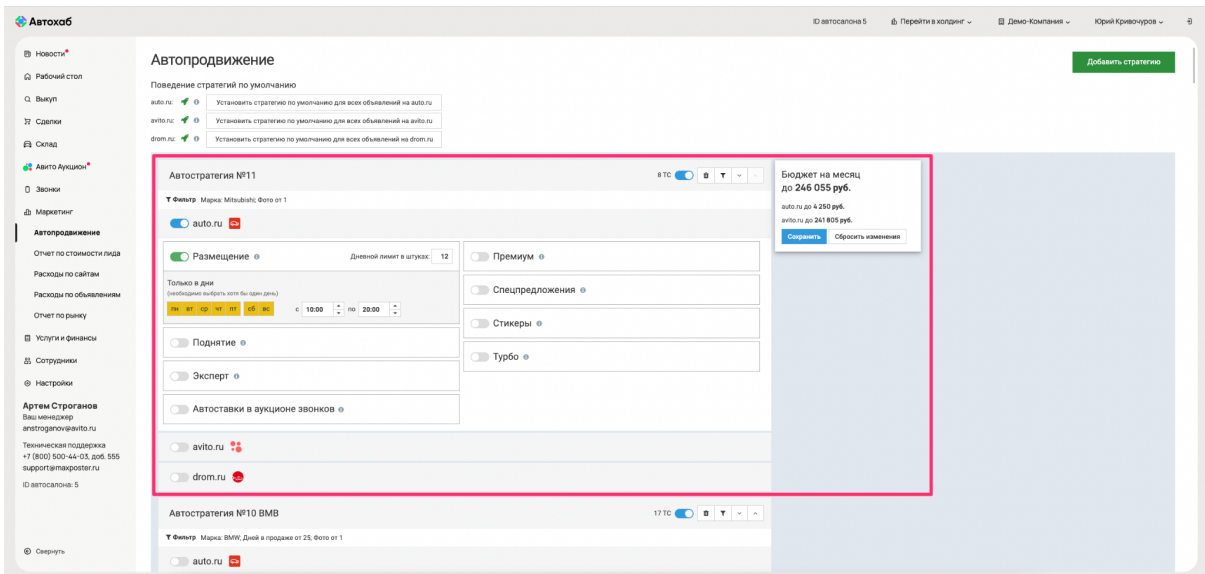 Автохаб
ID автосалона 5
Перейти в холдинг
Демо-Компания
Юрий Кривочуров
Новости
Рабочий стол
Выкуп
Сделки
Склад
Авито Аукцион
Звонки
Маркетинг
Автопродвижение
Отчет по стоимости лида
Расходы по сайтам
Расходы по объявлениям
Отчет по рынку
Услуги и финансы
Сотрудники
Настройки
Артем Строганов
Ваш менеджер
anstroganov@avito.ru
Техническая поддержка
+7 (800) 500-44-03, доб. 555
support@maxposter.ru
ID автосалона: 5
Свернуть
Автопродвижение
Добавить стратегию
Поведение стратегий по умолчанию
auto.ru: Установить стратегию по умолчанию для всех объявлений на auto.ru
avito.ru: Установить стратегию по умолчанию для всех объявлений на avito.ru
drom.ru: Установить стратегию по умолчанию для всех объявлений на drom.ru
Автостратегия №11
8 ТС
Фильтр Марка: Mitsubishi; Фото от 1
auto.ru
Размещение
Дневной лимит в штуках: 12
Только в дни
(необходимо выбрать хотя бы один день)
пн вт ср чт пт сб вс с 10:00 по 20:00
Поднятие
Эксперт
Автоставки в аукционе звонков
Премиум
Спецпредложения
Стикеры
Турбо
avito.ru
drom.ru
Бюджет на месяц
до 246 055 руб.
auto.ru до 4 250 руб.
avito.ru до 241 805 руб.
Сохранить
Сбросить изменения
Автостратегия №10 BMB
17 ТС
Фильтр Марка: BMW; Дней в продаже от 25; Фото от 1
auto.ru